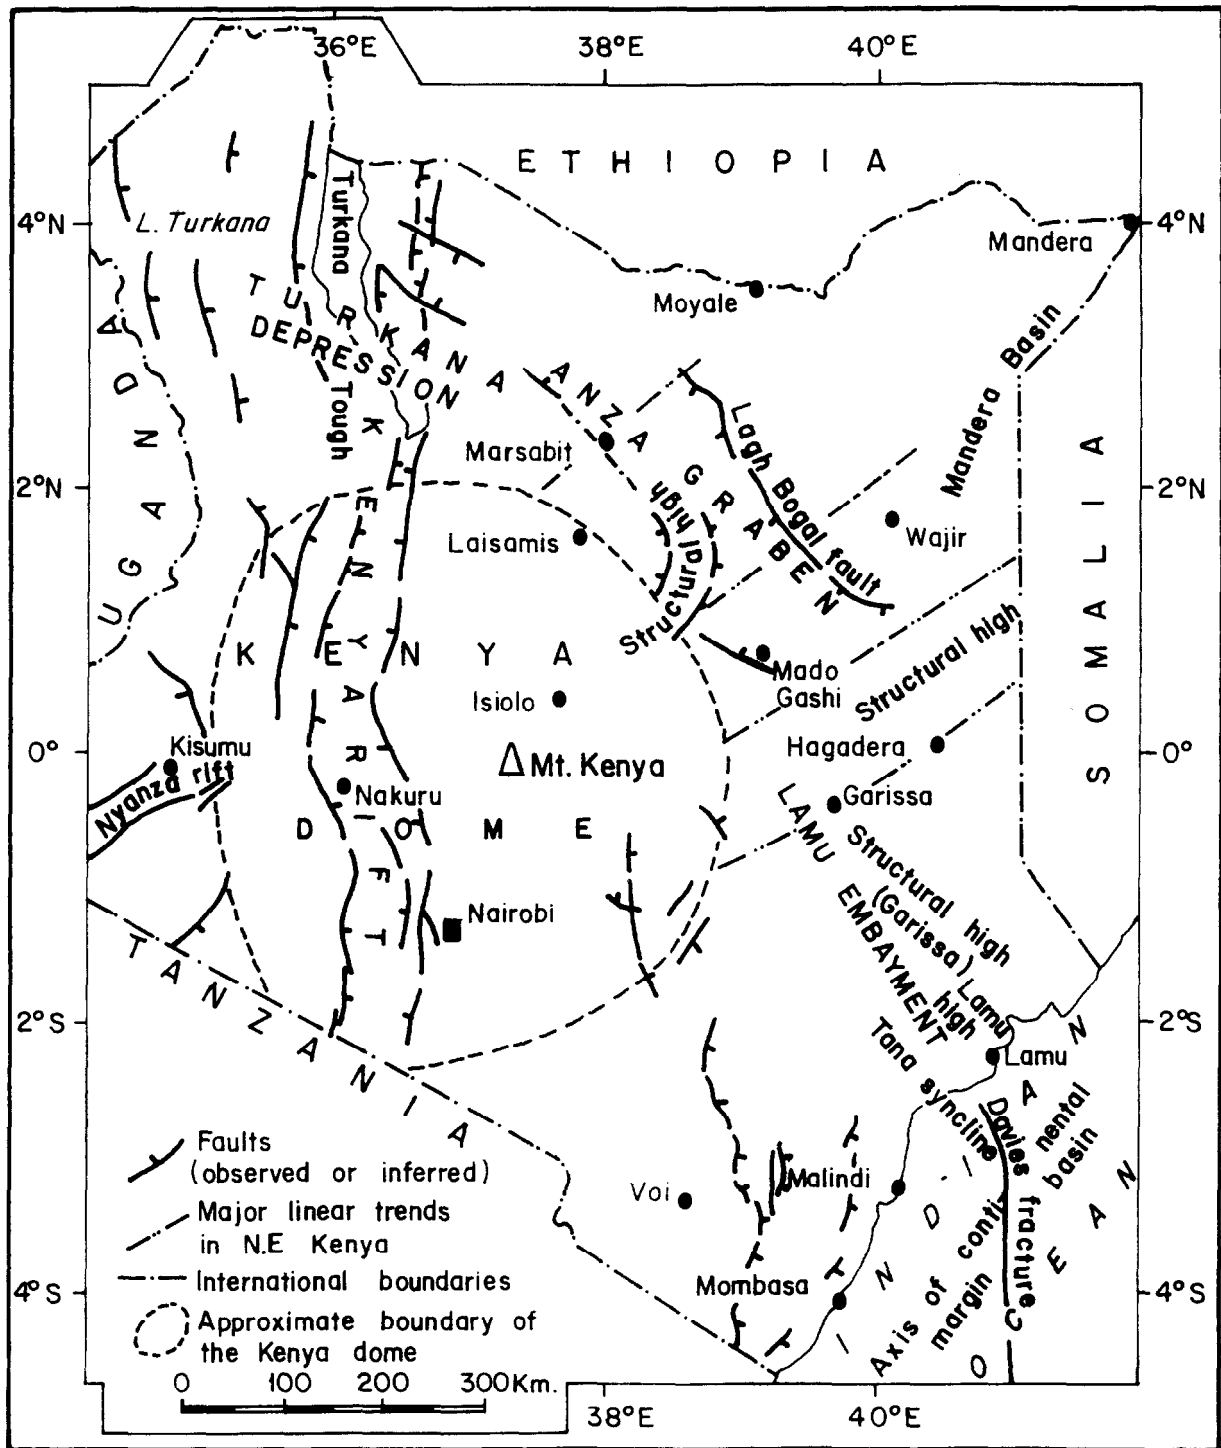 36°E 38°E 40°E
ETHIOPIA
4°N
L. Turkana
Turkana
4°N
Mandera
Moyale
TURKANA
DEPRESSION
Tough
UGANDA
ANZA GRABEN
Lagh Bogal fault
Mandera Basin
Marsabit
2°N
2°N
Wajir
Laisamis
Structural high
SOMALIA
KENYA RIFT
KENYA
Mado
Gashi
Structural high
Isiolo
0°
Kisumu
Hagadera
0°
Nyanza rift
Mt. Kenya
Nakuru
Garissa
DOME
LAMU EMBAYMENT
Structural high
(Garissa)
Lamu
high
Nairobi
TANZANIA
2°S
2°S
Tana syncline
Lamu
Davies fracture
INDIAN
OCEAN
Axis of conti-
nental
margin basin
Voi
Malindi
Mombasa
4°S
4°S
Faults
(observed or inferred)
Major linear trends
in N.E Kenya
International boundaries
Approximate boundary of
the Kenya dome
0 100 200 300Km.
38°E 40°E